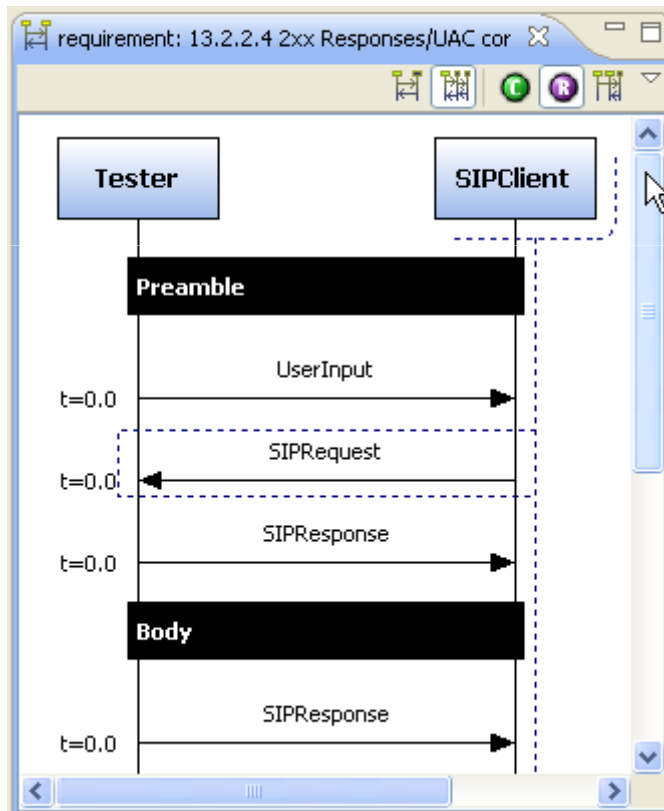 requirement: 13.2.2.4 2xx Responses/UAC cor
C R
Tester SIPClient
Preamble
UserInput
t=0.0
SIPRequest
t=0.0
SIPResponse
t=0.0
Body
SIPResponse
t=0.0